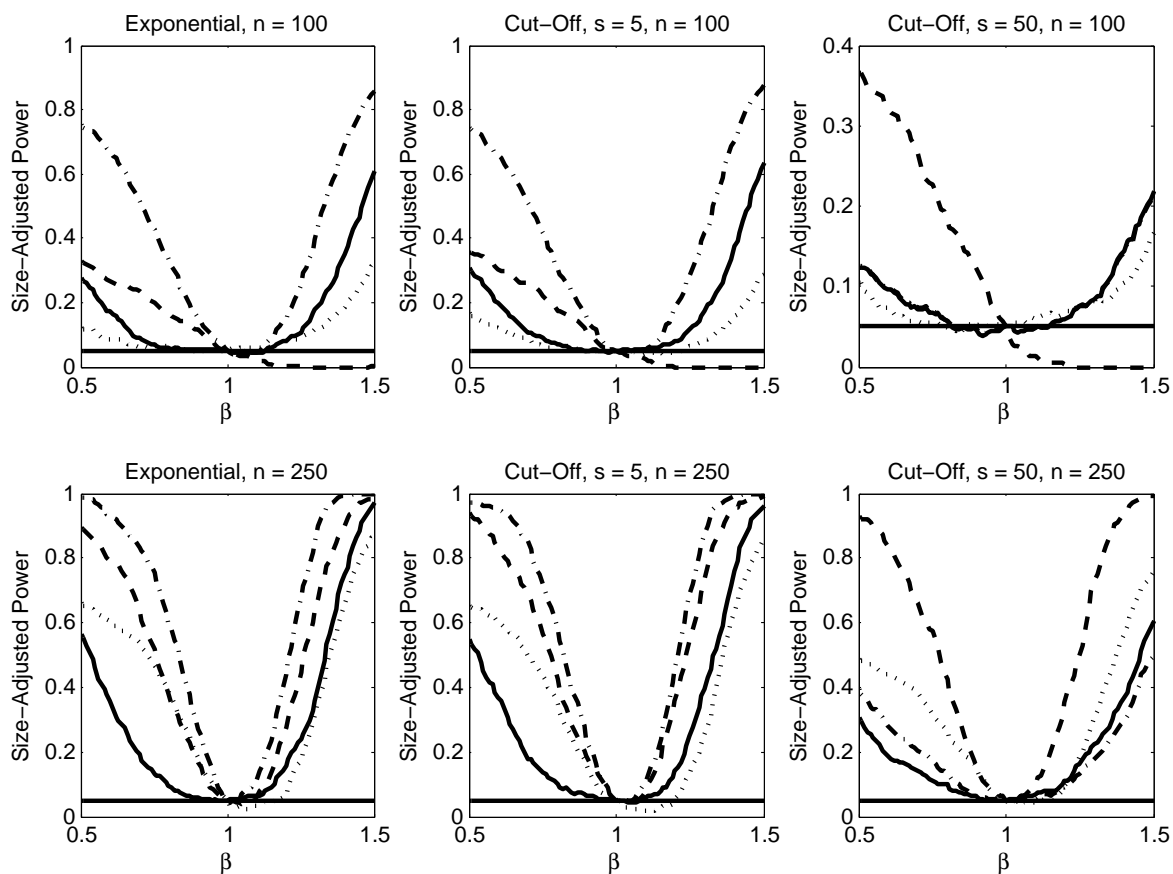 Exponential, n = 100
Cut−Off, s = 5, n = 100
Cut−Off, s = 50, n = 100
Size−Adjusted Power
1
0.8
0.6
0.4
0.2
0
0.5
1
1.5
β
Size−Adjusted Power
1
0.8
0.6
0.4
0.2
0
0.5
1
1.5
β
Size−Adjusted Power
0.4
0.3
0.2
0.1
0
0.5
1
1.5
β
Exponential, n = 250
Cut−Off, s = 5, n = 250
Cut−Off, s = 50, n = 250
Size−Adjusted Power
1
0.8
0.6
0.4
0.2
0
0.5
1
1.5
β
Size−Adjusted Power
1
0.8
0.6
0.4
0.2
0
0.5
1
1.5
β
Size−Adjusted Power
1
0.8
0.6
0.4
0.2
0
0.5
1
1.5
β